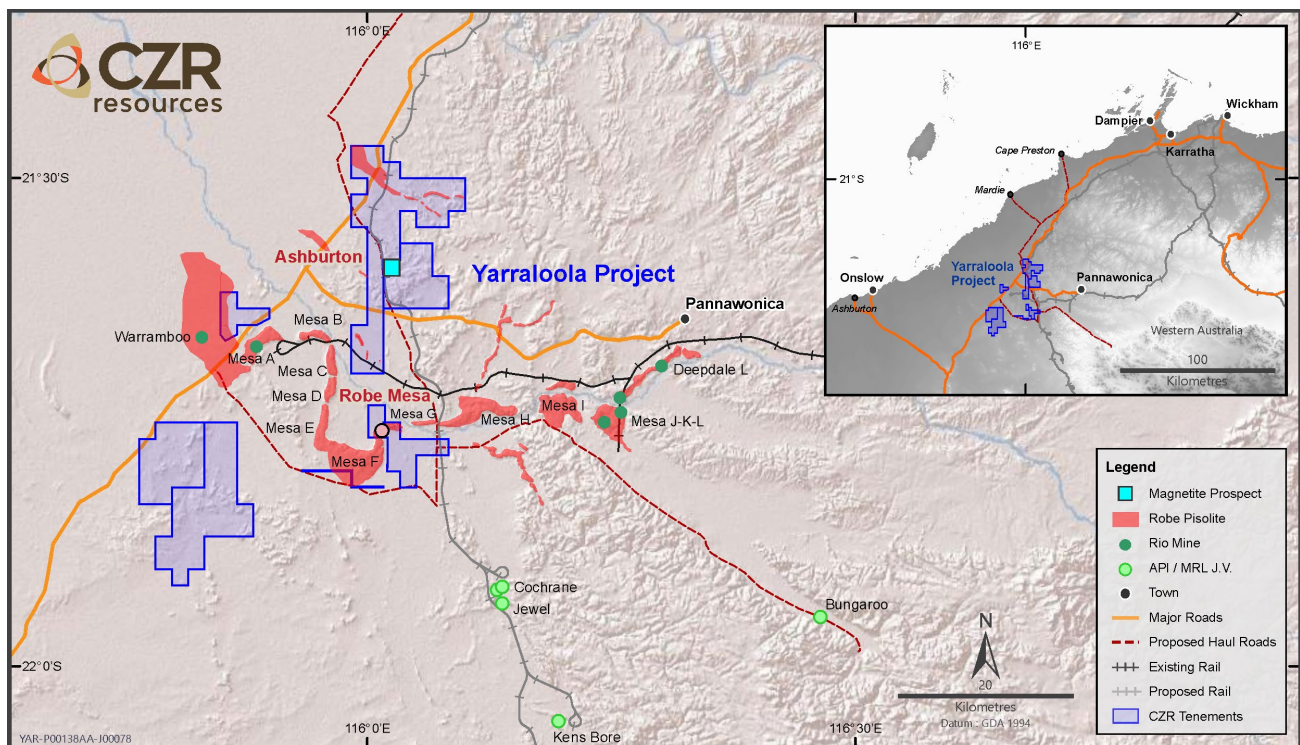 CZR
resources
116°0'E
21°30'S
Ashburton
Yarraloola Project
Pannawonica
Warramboo
Mesa A
Mesa B
Mesa C
Mesa D
Mesa E
Mesa F
Robe Mesa
Mesa G
Mesa H
Mesa I
Mesa J-K-L
Deepdale L
Cochrane
Jewel
Bungaroo
Kens Bore
22°0'S
116°0'E
116°30'E
N
20
Kilometres
Datum : GDA 1994
YAR-P00138AA-J00078
116°E
21°S
Wickham
Dampier
Karratha
Cape Preston
Mardie
Onslow
Ashburton
Yarraloola
Project
Pannawonica
Western Australia
100
Kilometres
Legend
Magnetite Prospect
Robe Pisolite
Rio Mine
API / MRL J.V.
Town
Major Roads
Proposed Haul Roads
Existing Rail
Proposed Rail
CZR Tenements